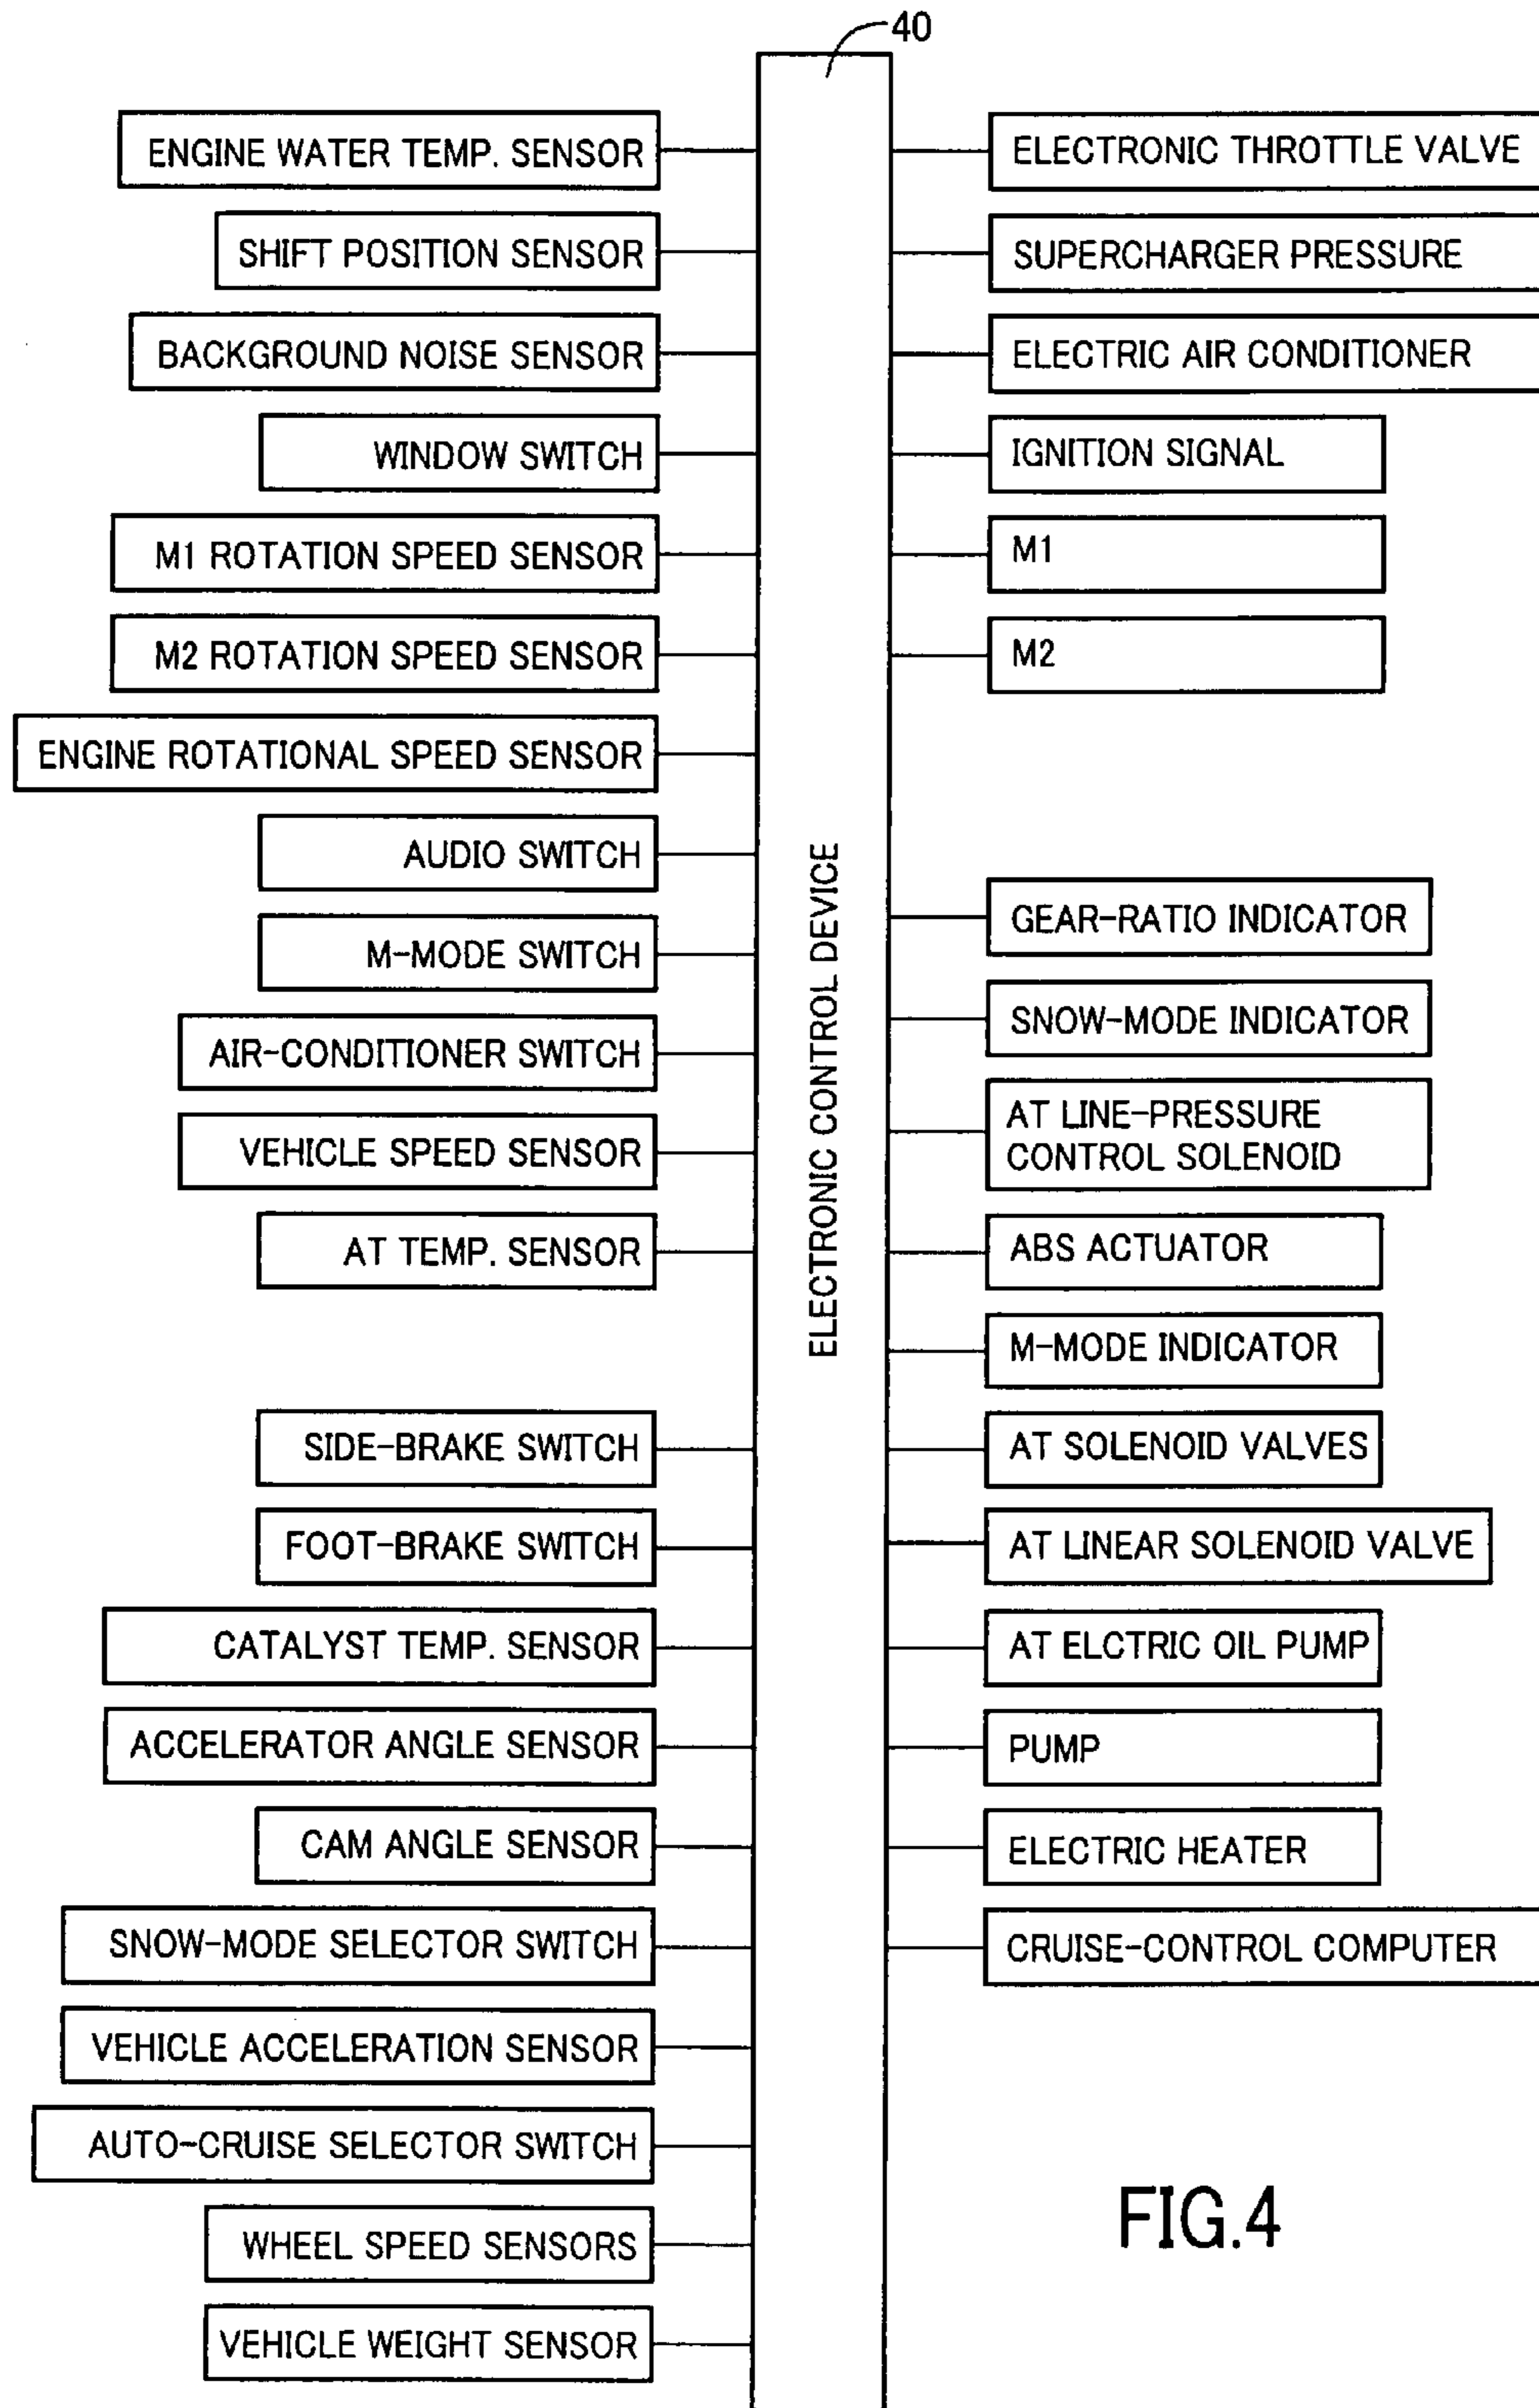 40
ENGINE WATER TEMP. SENSOR
SHIFT POSITION SENSOR
BACKGROUND NOISE SENSOR
WINDOW SWITCH
M1 ROTATION SPEED SENSOR
M2 ROTATION SPEED SENSOR
ENGINE ROTATIONAL SPEED SENSOR
AUDIO SWITCH
M-MODE SWITCH
AIR-CONDITIONER SWITCH
VEHICLE SPEED SENSOR
AT TEMP. SENSOR
SIDE-BRAKE SWITCH
FOOT-BRAKE SWITCH
CATALYST TEMP. SENSOR
ACCELERATOR ANGLE SENSOR
CAM ANGLE SENSOR
SNOW-MODE SELECTOR SWITCH
VEHICLE ACCELERATION SENSOR
AUTO-CRUISE SELECTOR SWITCH
WHEEL SPEED SENSORS
VEHICLE WEIGHT SENSOR
ELECTRONIC CONTROL DEVICE
ELECTRONIC THROTTLE VALVE
SUPERCHARGER PRESSURE
ELECTRIC AIR CONDITIONER
IGNITION SIGNAL
M1
M2
GEAR-RATIO INDICATOR
SNOW-MODE INDICATOR
AT LINE-PRESSURE
CONTROL SOLENOID
ABS ACTUATOR
M-MODE INDICATOR
AT SOLENOID VALVES
AT LINEAR SOLENOID VALVE
AT ELCTRIC OIL PUMP
PUMP
ELECTRIC HEATER
CRUISE-CONTROL COMPUTER
FIG.4